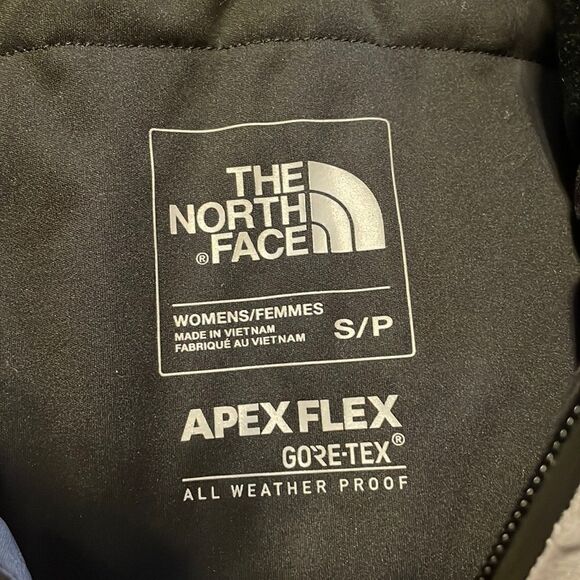 THE
NORTH
FACE
®
WOMENS/FEMMES
MADE IN VIETNAM
FABRIQUÉ AU VIETNAM
S/P
APEX FLEX
GORE-TEX®
ALL WEATHER PROOF